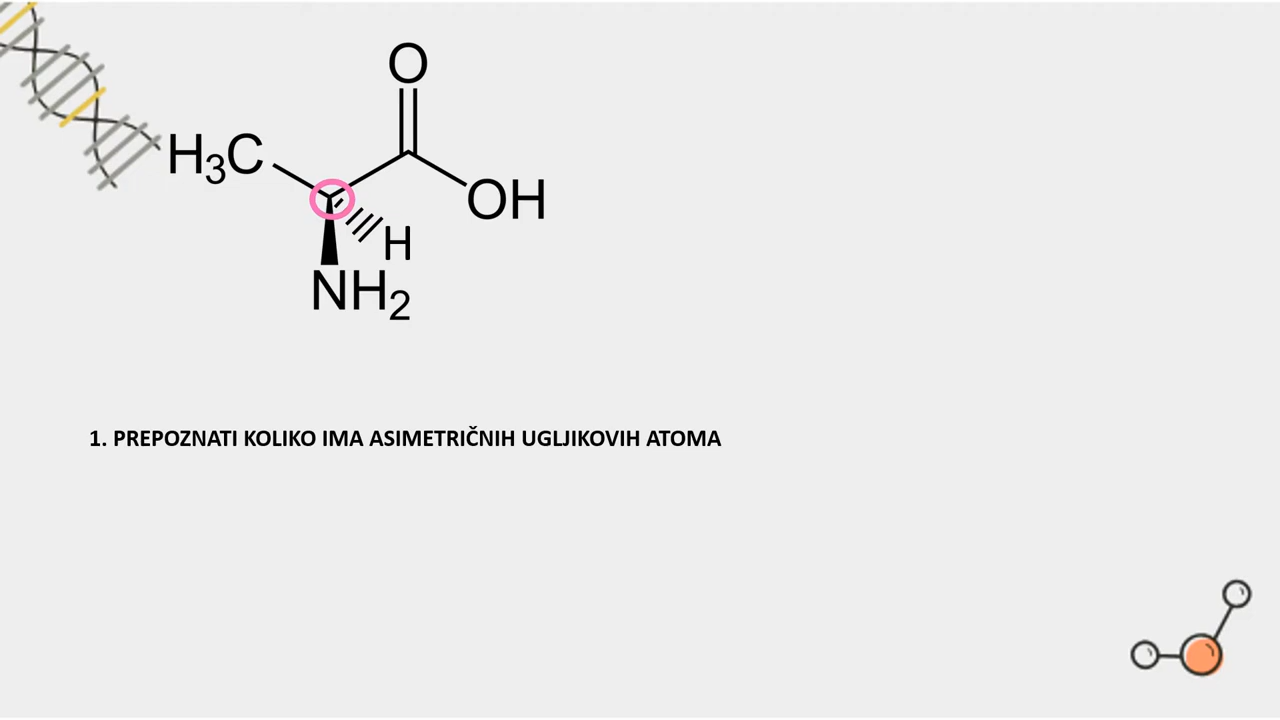 O
H₃C
OH
H
NH₂
1. PREPOZNATI KOLIKO IMA ASIMETRIČNIH UGLJIKOVIH ATOMA